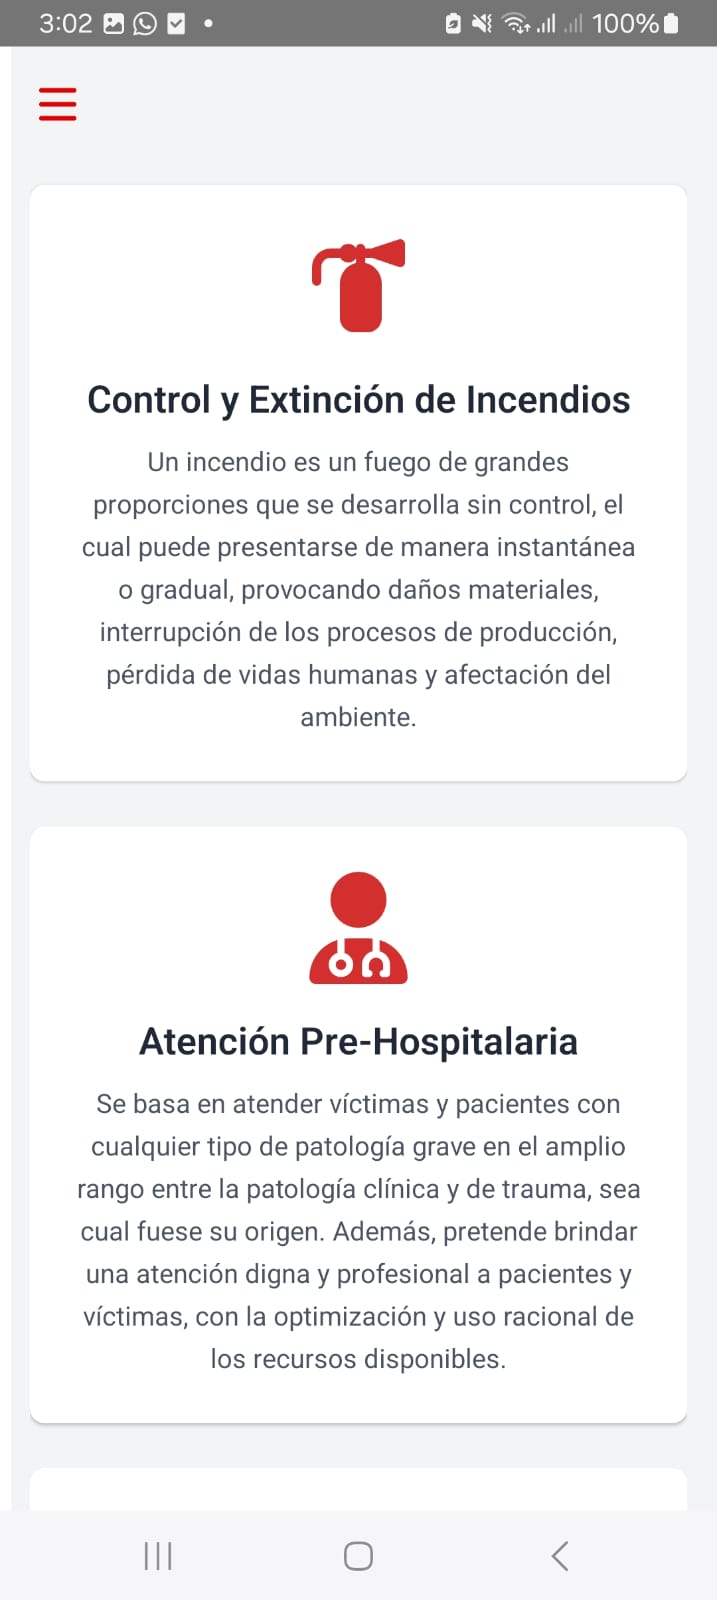 3:02
100%
Control y Extinción de Incendios
Un incendio es un fuego de grandes
proporciones que se desarrolla sin control, el
cual puede presentarse de manera instantánea
o gradual, provocando daños materiales,
interrupción de los procesos de producción,
pérdida de vidas humanas y afectación del
ambiente.
Atención Pre-Hospitalaria
Se basa en atender víctimas y pacientes con
cualquier tipo de patología grave en el amplio
rango entre la patología clínica y de trauma, sea
cual fuese su origen. Además, pretende brindar
una atención digna y profesional a pacientes y
víctimas, con la optimización y uso racional de
los recursos disponibles.